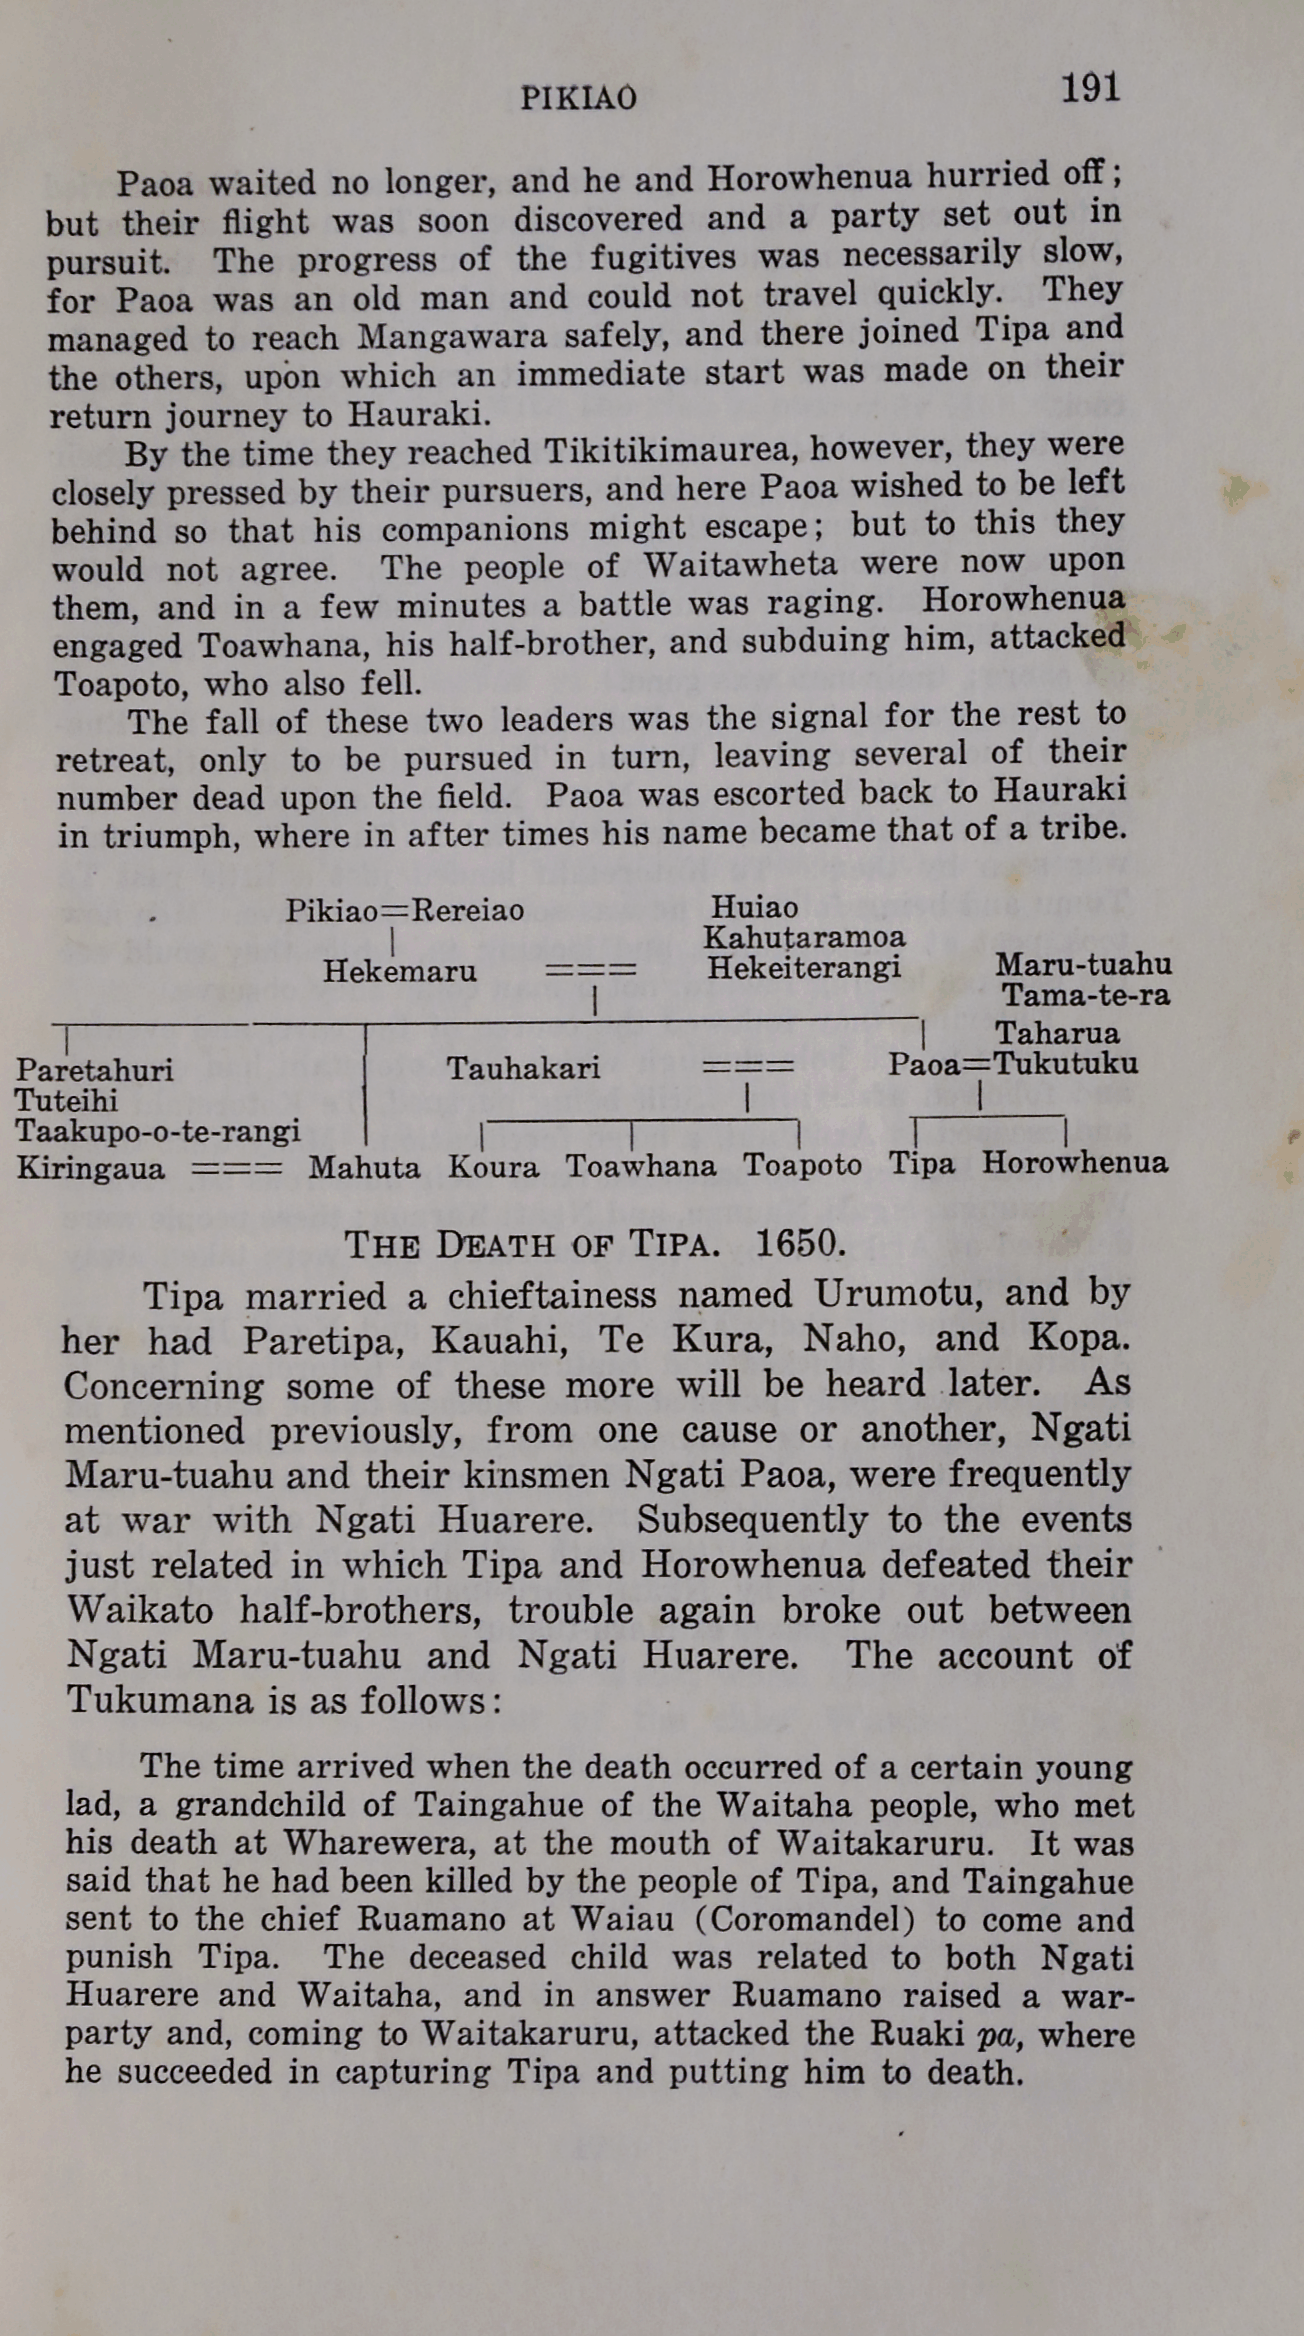 PIKIAO 191
Paoa waited no longer, and he and Horowhenua hurried off;
but their flight was soon discovered and a party set out in
pursuit. The progress of the fugitives was necessarily slow,
for Paoa was an old man and could not travel quickly. They
managed to reach Mangawara safely, and there joined Tipa and
the others, upon which an immediate start was made on their
return journey to Hauraki.
By the time they reached Tikitikimaurea, however, they were
closely pressed by their pursuers, and here Paoa wished to be left
behind so that his companions might escape; but to this they
would not agree. The people of Waitawheta were now upon
them, and in a few minutes a battle was raging. Horowhenua
engaged Toawhana, his half-brother, and subduing him, attacked
Toapoto, who also fell.
The fall of these two leaders was the signal for the rest to
retreat, only to be pursued in turn, leaving several of their
number dead upon the field. Paoa was escorted back to Hauraki
in triumph, where in after times his name became that of a tribe.
Pikiao=Rereiao Huiao
Kahutaramoa
Hekemaru === Hekeiterangi Maru-tuahu
Tama-te-ra
Taharua
Paretahuri Tauhakari === Paoa=Tukutuku
Tuteihi
Taakupo-o-te-rangi
Kiringaua === Mahuta Koura Toawhana Toapoto Tipa Horowhenua
THE DEATH OF TIPA. 1650.
Tipa married a chieftainess named Urumotu, and by
her had Paretipa, Kauahi, Te Kura, Naho, and Kopa.
Concerning some of these more will be heard later. As
mentioned previously, from one cause or another, Ngati
Maru-tuahu and their kinsmen Ngati Paoa, were frequently
at war with Ngati Huarere. Subsequently to the events
just related in which Tipa and Horowhenua defeated their
Waikato half-brothers, trouble again broke out between
Ngati Maru-tuahu and Ngati Huarere. The account of
Tukumana is as follows:
The time arrived when the death occurred of a certain young
lad, a grandchild of Taingahue of the Waitaha people, who met
his death at Wharewera, at the mouth of Waitakaruru. It was
said that he had been killed by the people of Tipa, and Taingahue
sent to the chief Ruamano at Waiau (Coromandel) to come and
punish Tipa. The deceased child was related to both Ngati
Huarere and Waitaha, and in answer Ruamano raised a war-
party and, coming to Waitakaruru, attacked the Ruaki pa, where
he succeeded in capturing Tipa and putting him to death.